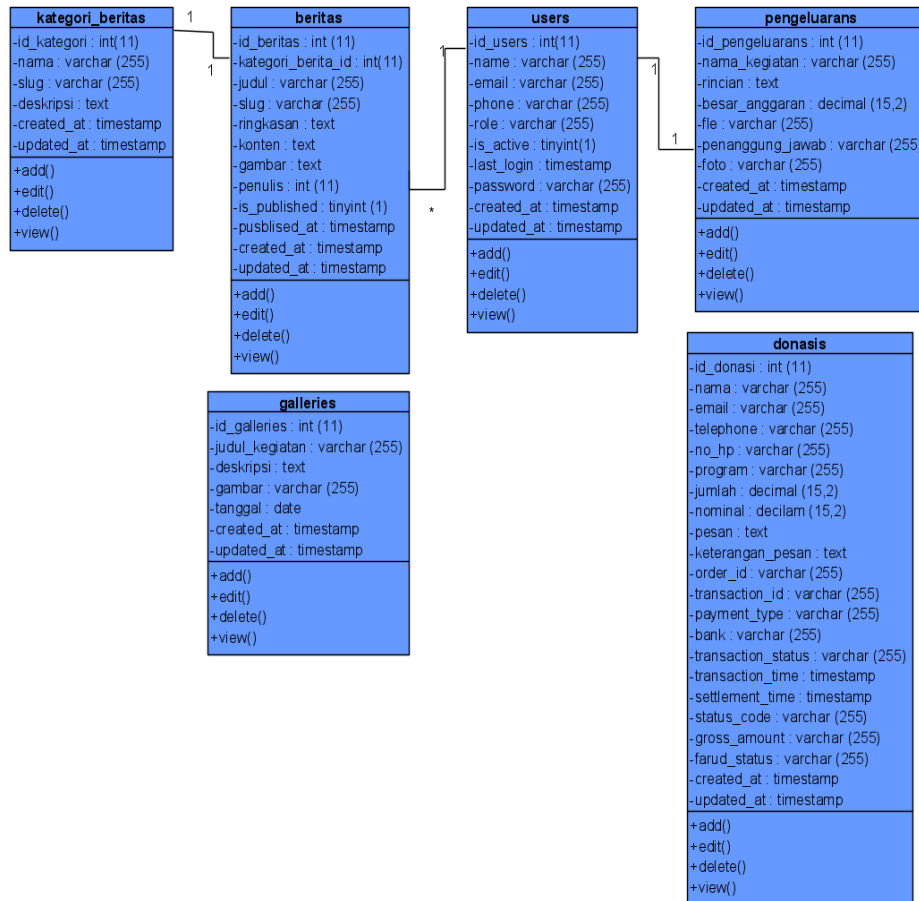 kategori_beritas
-id_kategori : int(11)
-nama : varchar (255)
-slug : varchar (255)
-deskripsi : text
-created_at : timestamp
-updated_at : timestamp
+add()
+edit()
+delete()
+view()
1
1
beritas
-id_beritas : int (11)
-kategori_berita_id : int(11)
-judul : varchar (255)
-slug : varchar (255)
-ringkasan : text
-konten : text
-gambar : text
-penulis : int (11)
-is_published : tinyint (1)
-pusblised_at : timestamp
-created_at : timestamp
-updated_at : timestamp
+add()
+edit()
+delete()
+view()
1
*
users
-id_users : int(11)
-name : varchar (255)
-email : varchar (255)
-phone : varchar (255)
-role : varchar (255)
-is_active : tinyint(1)
-last_login : timestamp
-password : varchar (255)
-created_at : timestamp
-updated_at : timestamp
+add()
+edit()
+delete()
+view()
1
1
pengeluarans
-id_pengeluarans : int (11)
-nama_kegiatan : varchar (255)
-rincian : text
-besar_anggaran : decimal (15,2)
-fle : varchar (255)
-penanggung_jawab : varchar (255
-foto : varchar (255)
-created_at : timestamp
-updated_at : timestamp
+add()
+edit()
+delete()
+view()
galleries
-id_galleries : int (11)
-judul_kegiatan : varchar (255)
-deskripsi : text
-gambar : varchar (255)
-tanggal : date
-created_at : timestamp
-updated_at : timestamp
+add()
+edit()
+delete()
+view()
donasis
-id_donasi : int (11)
-nama : varchar (255)
-email : varchar (255)
-telephone : varchar (255)
-no_hp : varchar (255)
-program : varchar (255)
-jumlah : decimal (15,2)
-nominal : decilam (15,2)
-pesan : text
-keterangan_pesan : text
-order_id : varchar (255)
-transaction_id : varchar (255)
-payment_type : varchar (255)
-bank : varchar (255)
-transaction_status : varchar (255)
-transaction_time : timestamp
-settlement_time : timestamp
-status_code : varchar (255)
-gross_amount : varchar (255)
-farud_status : varchar (255)
-created_at : timestamp
-updated_at : timestamp
+add()
+edit()
+delete()
+view()